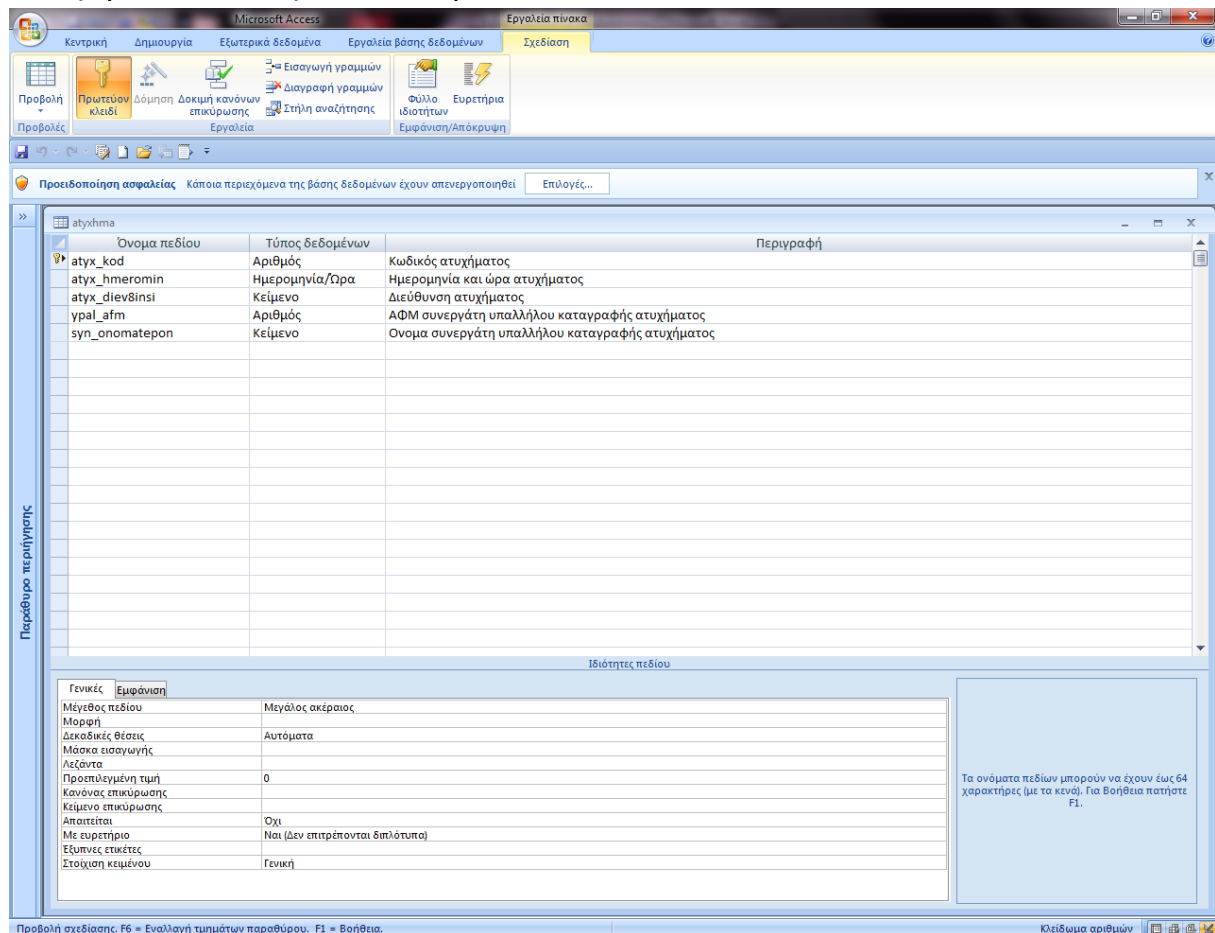 Microsoft Access
Εργαλεία πίνακα
Κεντρική Δημιουργία Εξωτερικά δεδομένα Εργαλεία βάσης δεδομένων Σχεδίαση
Προβολή
Πρωτεύον κλειδί
Δόμηση
Δοκιμή κανόνων επικύρωσης
Εισαγωγή γραμμών
Διαγραφή γραμμών
Στήλη αναζήτησης
Φύλλο ιδιοτήτων
Ευρετήρια
Προβολές Εργαλεία Εμφάνιση/Απόκρυψη
Προειδοποίηση ασφαλείας Κάποια περιεχόμενα της βάσης δεδομένων έχουν απενεργοποιηθεί Επιλογές...
Παράθυρο περιήγησης
atyxhma
Όνομα πεδίου Τύπος δεδομένων Περιγραφή
atyx_kod Αριθμός Κωδικός ατυχήματος
atyx_hmeromin Ημερομηνία/Ώρα Ημερομηνία και ώρα ατυχήματος
atyx_diev8insi Κείμενο Διεύθυνση ατυχήματος
ypal_afm Αριθμός ΑΦΜ συνεργάτη υπαλλήλου καταγραφής ατυχήματος
syn_onomatepon Κείμενο Ονομα συνεργάτη υπαλλήλου καταγραφής ατυχήματος
Ιδιότητες πεδίου
Γενικές Εμφάνιση
Μέγεθος πεδίου Μεγάλος ακέραιος
Μορφή
Δεκαδικές θέσεις Αυτόματα
Μάσκα εισαγωγής
Λεζάντα
Προεπιλεγμένη τιμή 0
Κανόνας επικύρωσης
Κείμενο επικύρωσης
Απαιτείται Όχι
Με ευρετήριο Ναι (Δεν επιτρέπονται διπλότυπα)
Έξυπνες ετικέτες
Στοίχιση κειμένου Γενική
Τα ονόματα πεδίων μπορούν να έχουν έως 64
χαρακτήρες (με τα κενά). Για Βοήθεια πατήστε
F1.
Προβολή σχεδίασης. F6 = Εναλλαγή τμημάτων παραθύρου. F1 = Βοήθεια. Κλείδωμα αριθμών